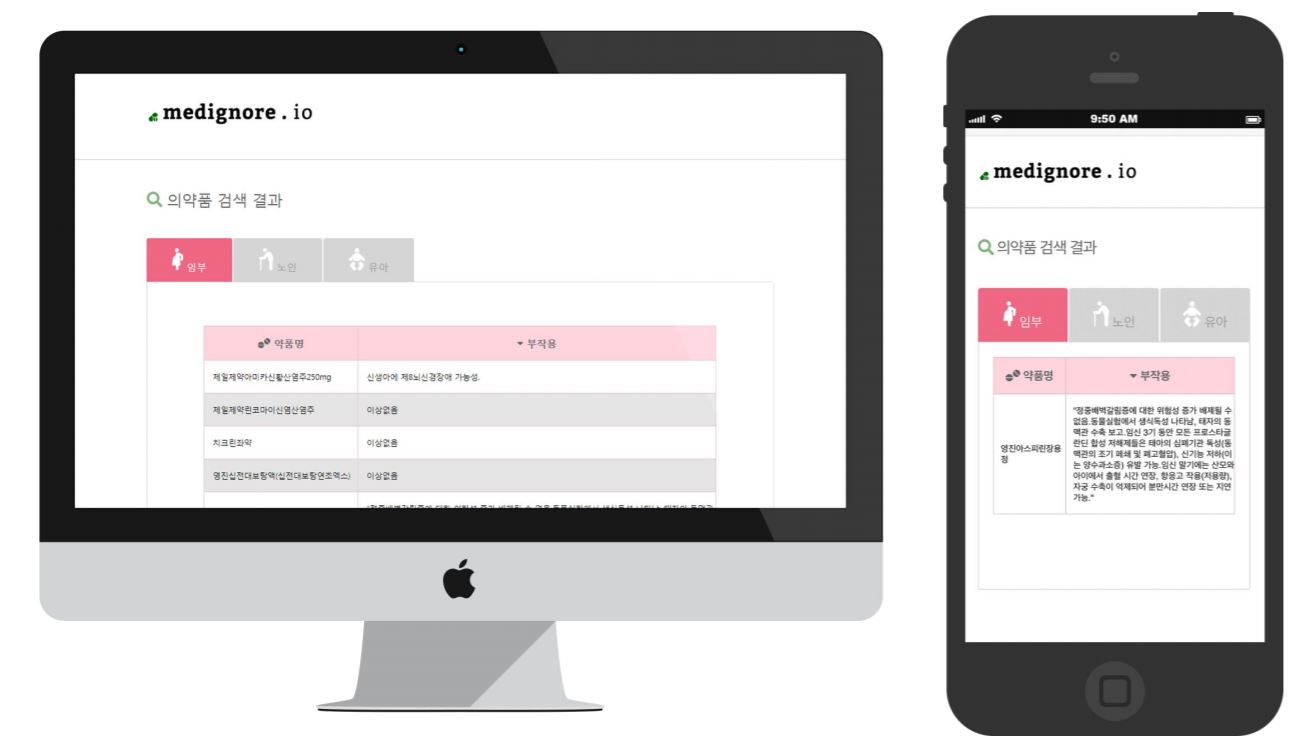 medignore . io
의약품 검색 결과
임부
노인
유아
약품명
부작용
제일제약아미카신황산염주250mg
신생아에 제8뇌신경장애 가능성.
제일제약린코마이신염산염주
이상없음
치크린좌약
이상없음
영진십전대보탕액(십전대보탕연조엑스)
이상없음
9:50 AM
medignore . io
의약품 검색 결과
임부
노인
유아
약품명
부작용
영진아스피린장용
정
"정중배벽갈림증에 대한 위험성 증가 배제될 수
없음.동물실험에서 생식독성 나타남, 태자의 동
맥관 수축 보고.임신 3기 동안 모든 프로스타글
란딘 합성 저해제들은 태아의 심폐기관 독성(동
맥관의 조기 폐쇄 및 폐고혈압), 신기능 저하(이
는 양수과소증) 유발 가능.임신 말기에는 산모와
아이에서 출혈 시간 연장, 항응고 작용(저용량),
자궁 수축이 억제되어 분만시간 연장 또는 지연
가능."